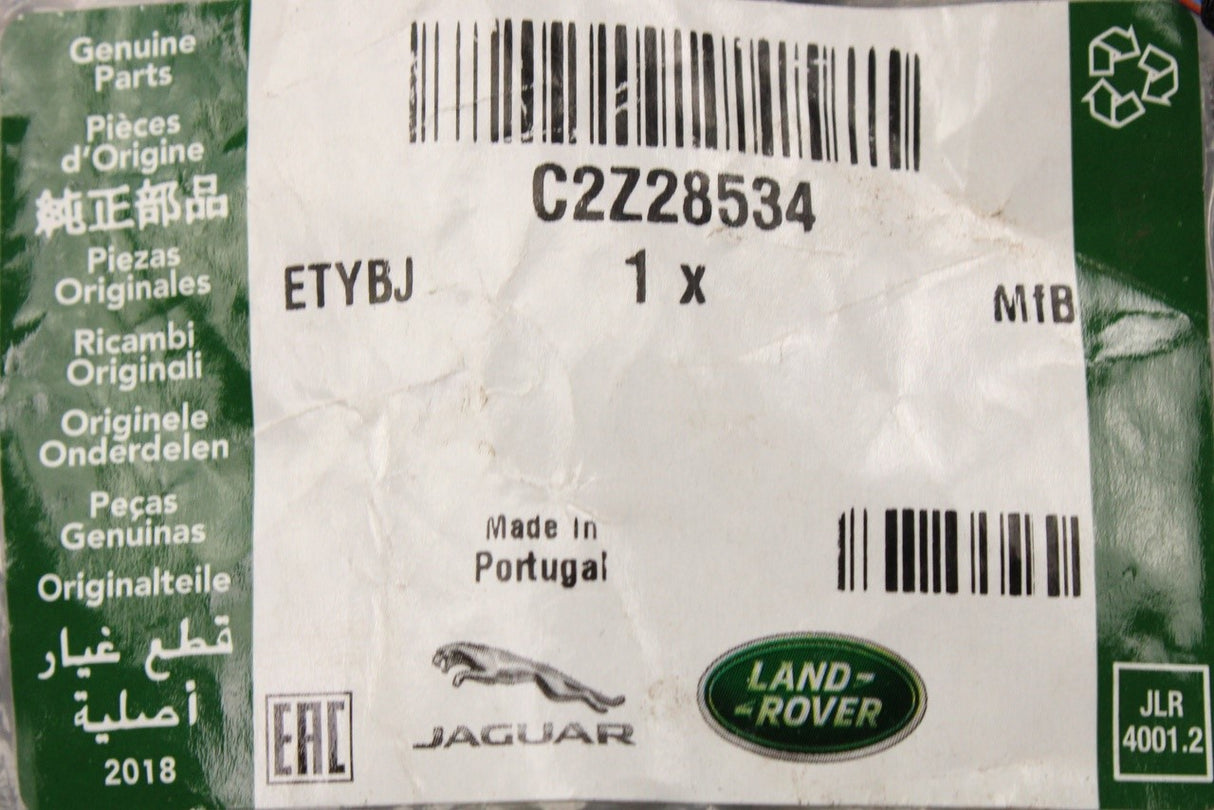 Genuine
Parts
Pièces
d'Origine
純正部品
Piezas
Originales
Ricambi
Originali
Originele
Onderdelen
Peças
Genuinas
Originalteile
قطع غيار
أصلية
2018
C2Z28534
ETYBJ 1 x MfB
Made In
Portugal
EAC
JAGUAR
LAND-
-ROVER
JLR
4001.2